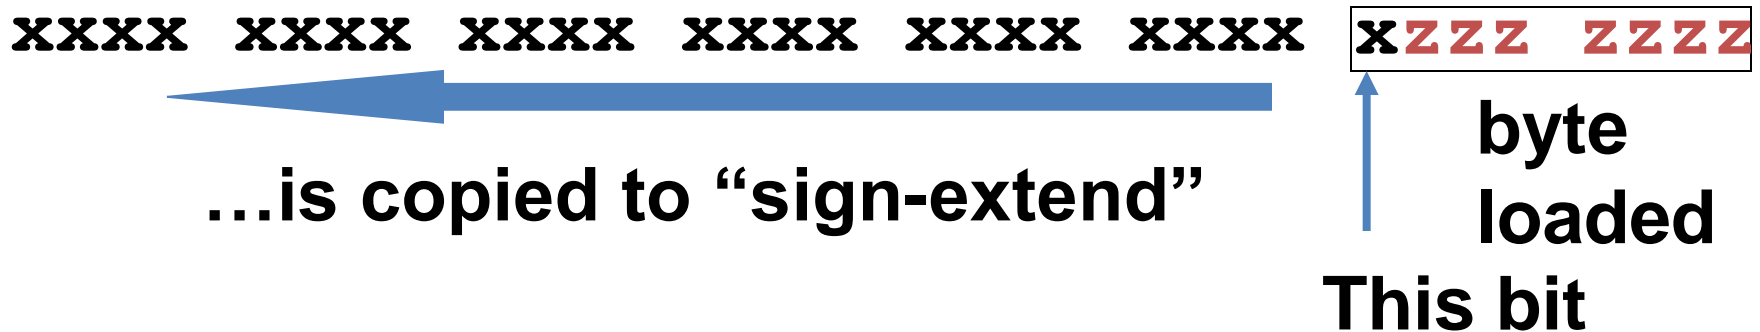 xxxx xxxx xxxx xxxx xxxx xxxx xzzz zzzz
byte
loaded
…is copied to “sign-extend”
This bit